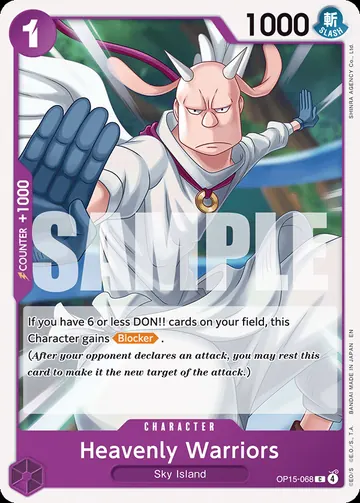 1
1000
斬
SLASH
COUNTER +1000
SAMPLE
If you have 6 or less DON!! cards on your field, this
Character gains Blocker .
(After your opponent declares an attack, you may rest this
card to make it the new target of the attack.)
CHARACTER
Heavenly Warriors
Sky Island
OP15-068 C 4
SHINRA AGENCY Co., Ltd.
©E/S ©E.O./S., T.A. BANDAI MADE IN JAPAN EN